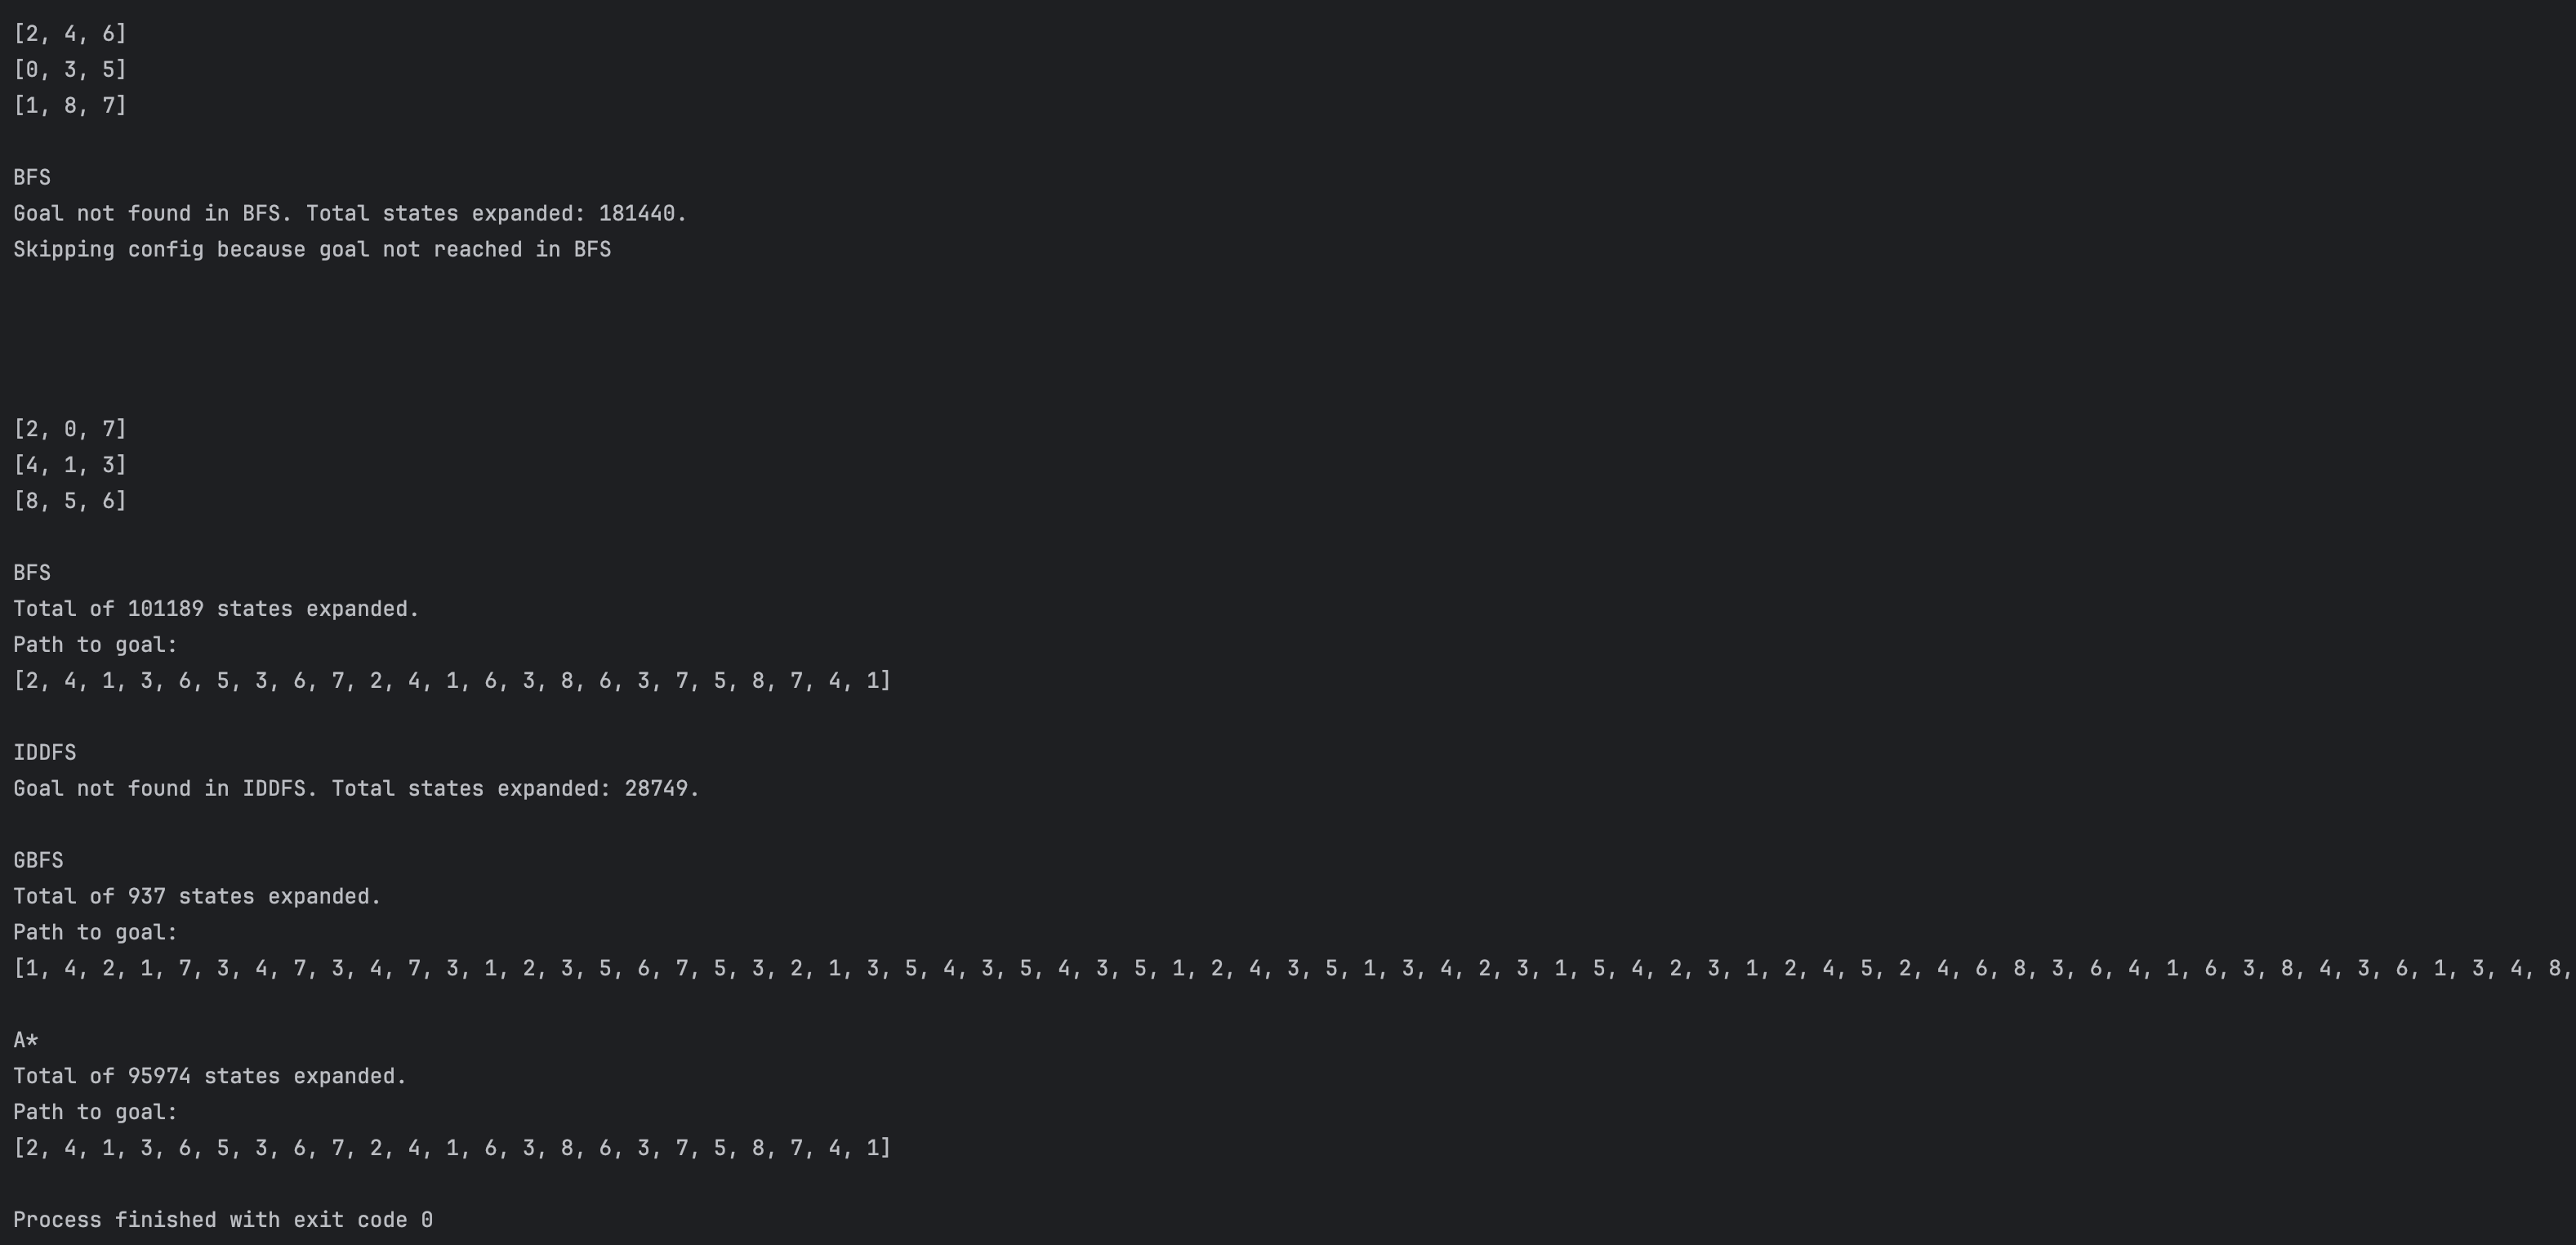 [2, 4, 6]
[0, 3, 5]
[1, 8, 7]
BFS
Goal not found in BFS. Total states expanded: 181440.
Skipping config because goal not reached in BFS
[2, 0, 7]
[4, 1, 3]
[8, 5, 6]
BFS
Total of 101189 states expanded.
Path to goal:
[2, 4, 1, 3, 6, 5, 3, 6, 7, 2, 4, 1, 6, 3, 8, 6, 3, 7, 5, 8, 7, 4, 1]
IDDFS
Goal not found in IDDFS. Total states expanded: 28749.
GBFS
Total of 937 states expanded.
Path to goal:
[1, 4, 2, 1, 7, 3, 4, 7, 3, 4, 7, 3, 1, 2, 3, 5, 6, 7, 5, 3, 2, 1, 3, 5, 4, 3, 5, 4, 3, 5, 1, 2, 4, 3, 5, 1, 3, 4, 2, 3, 1, 5, 4, 2, 3, 1, 2, 4, 5, 2, 4, 6, 8, 3, 6, 4, 1, 6, 3, 8, 4, 3, 6, 1, 3, 4, 8,
A*
Total of 95974 states expanded.
Path to goal:
[2, 4, 1, 3, 6, 5, 3, 6, 7, 2, 4, 1, 6, 3, 8, 6, 3, 7, 5, 8, 7, 4, 1]
Process finished with exit code 0